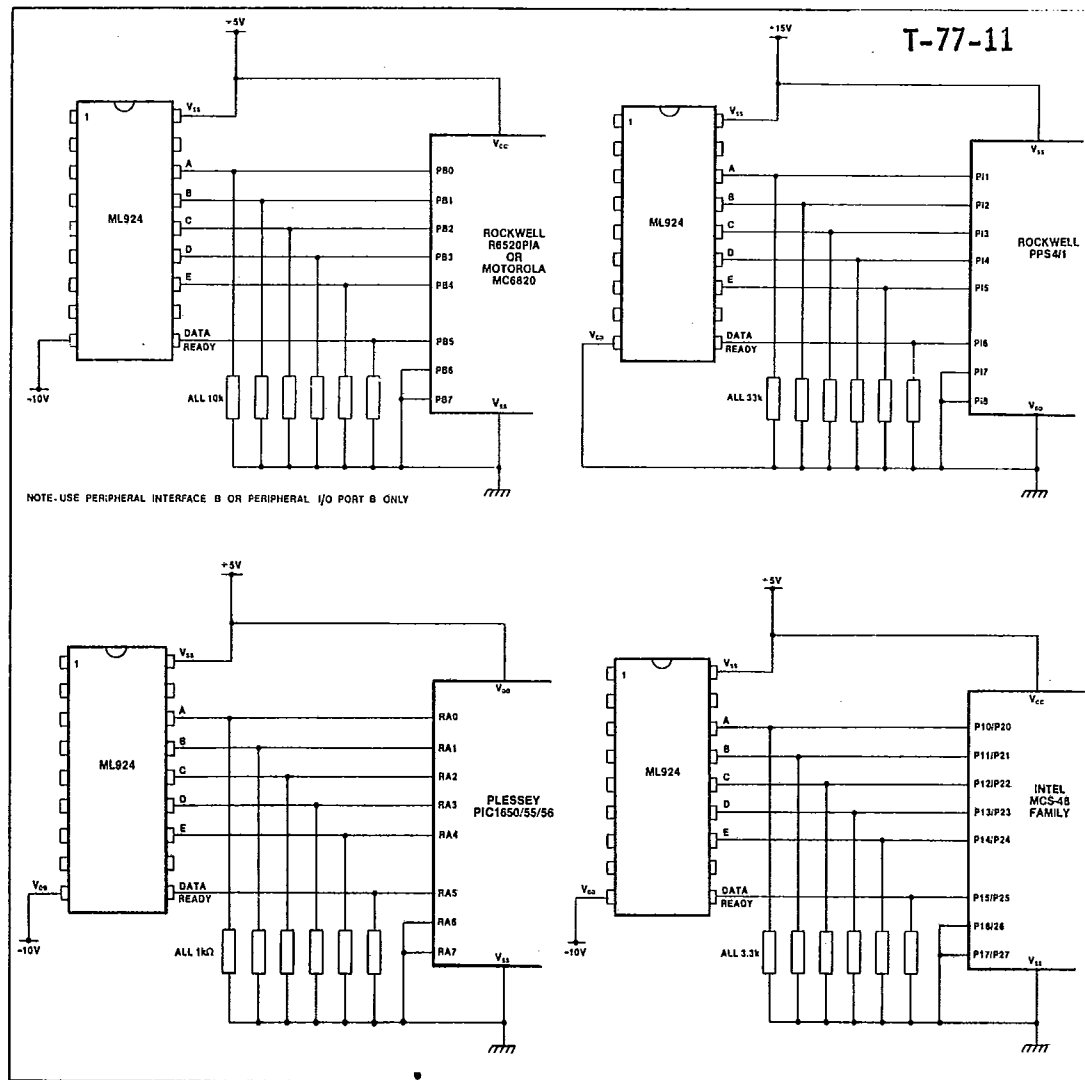 T-77-11
+5V
1
Vss
Vcc
A
PB0
B
PB1
ML924
C
PB2
D
PB3
E
PB4
ROCKWELL
R6520PIA
OR
MOTOROLA
MC6820
DATA
READY
PB5
PB6
PB7
-10V
ALL 10k
Vss
NOTE- USE PERIPHERAL INTERFACE B OR PERIPHERAL I/O PORT B ONLY
+15V
1
Vss
Vss
A
PI1
B
PI2
ML924
C
PI3
D
PI4
E
PI5
ROCKWELL
PPS4/1
VDD
DATA
READY
PI6
PI7
PI8
ALL 33k
VDD
+5V
1
Vss
VDD
A
RA0
B
RA1
ML924
C
RA2
D
RA3
E
RA4
PLESSEY
PIC1650/55/56
VDD
DATA
READY
RA5
RA6
RA7
-10V
ALL 1kΩ
Vss
+5V
1
Vss
Vcc
A
P10/P20
B
P11/P21
ML924
C
P12/P22
D
P13/P23
E
P14/P24
INTEL
MCS-48
FAMILY
VDD
DATA
READY
P15/P25
P16/26
P17/P27
-10V
ALL 3.3k
Vss